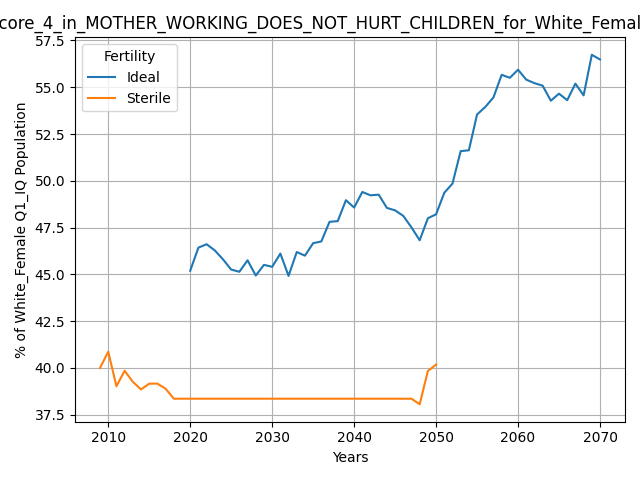 core_4_in_MOTHER_WORKING_DOES_NOT_HURT_CHILDREN_for_White_Femal
57.5
55.0
52.5
50.0
47.5
45.0
42.5
40.0
37.5
% of White_Female Q1_IQ Population
Fertility
Ideal
Sterile
2010 2020 2030 2040 2050 2060 2070
Years